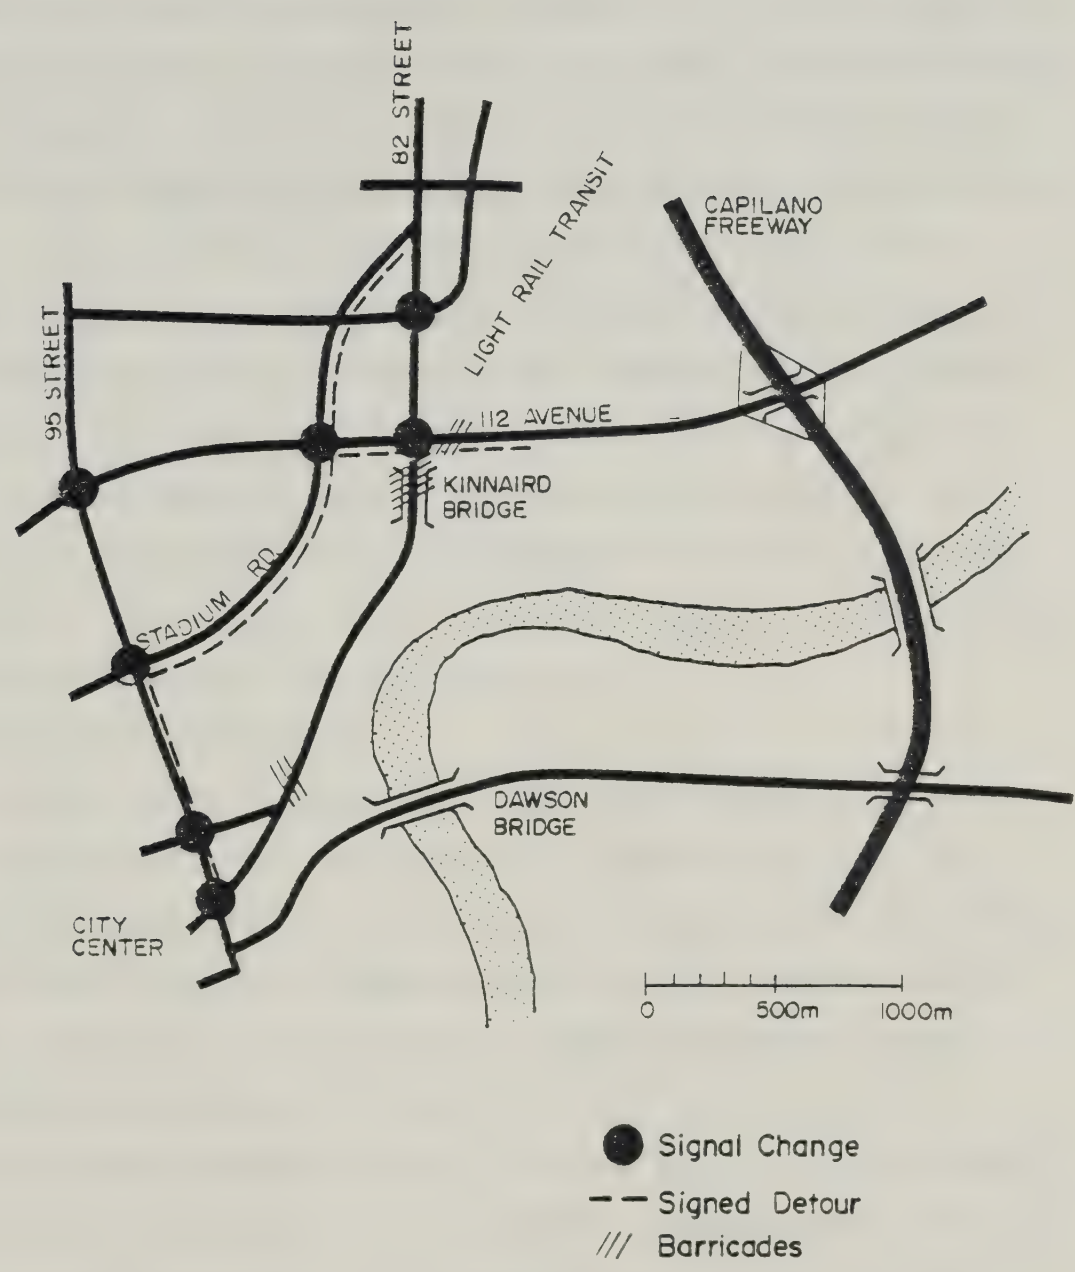 82 STREET
LIGHT RAIL TRANSIT
CAPILANO
FREEWAY
95 STREET
112 AVENUE
KINNAIRD
BRIDGE
STADIUM RD.
DAWSON
BRIDGE
CITY
CENTER
0 500m 1000m
Signal Change
Signed Detour
Barricades